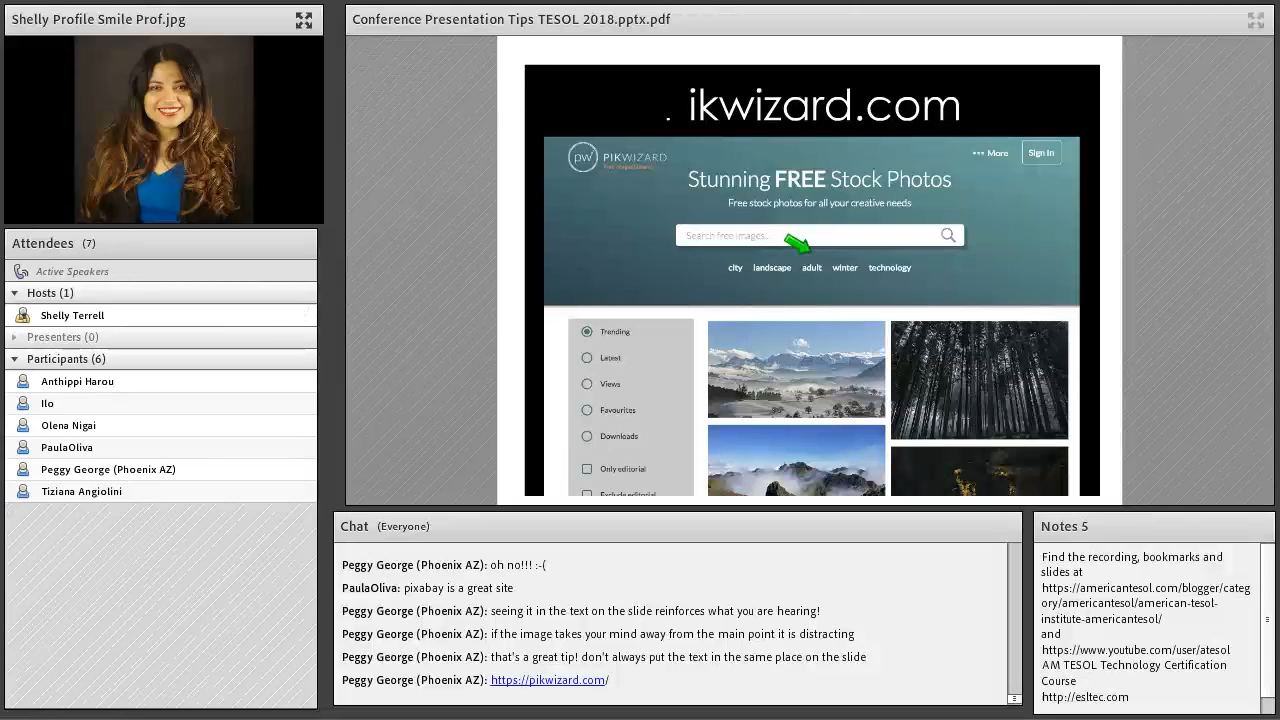 Shelly Profile Smile Prof.jpg
Attendees (7)
Active Speakers
Hosts (1)
Shelly Terrell
Presenters (0)
Participants (6)
Anthippi Harou
Ilo
Olena Nigai
PaulaOliva
Peggy George (Phoenix AZ)
Tiziana Angiolini
Conference Presentation Tips TESOL 2018.pptx.pdf
. ikwizard.com
pw PIKWIZARD
More Sign In
Stunning FREE Stock Photos
Free stock photos for all your creative needs
Search free images...
city landscape adult winter technology
Trending
Latest
Views
Favourites
Downloads
Only editorial
Exclude editorial
Chat (Everyone)
Peggy George (Phoenix AZ): oh no!!! :-(
PaulaOliva: pixabay is a great site
Peggy George (Phoenix AZ): seeing it in the text on the slide reinforces what you are hearing!
Peggy George (Phoenix AZ): if the image takes your mind away from the main point it is distracting
Peggy George (Phoenix AZ): that's a great tip! don't always put the text in the same place on the slide
Peggy George (Phoenix AZ): https://pikwizard.com/
Notes 5
Find the recording, bookmarks and
slides at
https://americantesol.com/blogger/categ
ory/americantesol/american-tesol-
institute-americantesol/
and
https://www.youtube.com/user/atesol
AM TESOL Technology Certification
Course
http://esltec.com